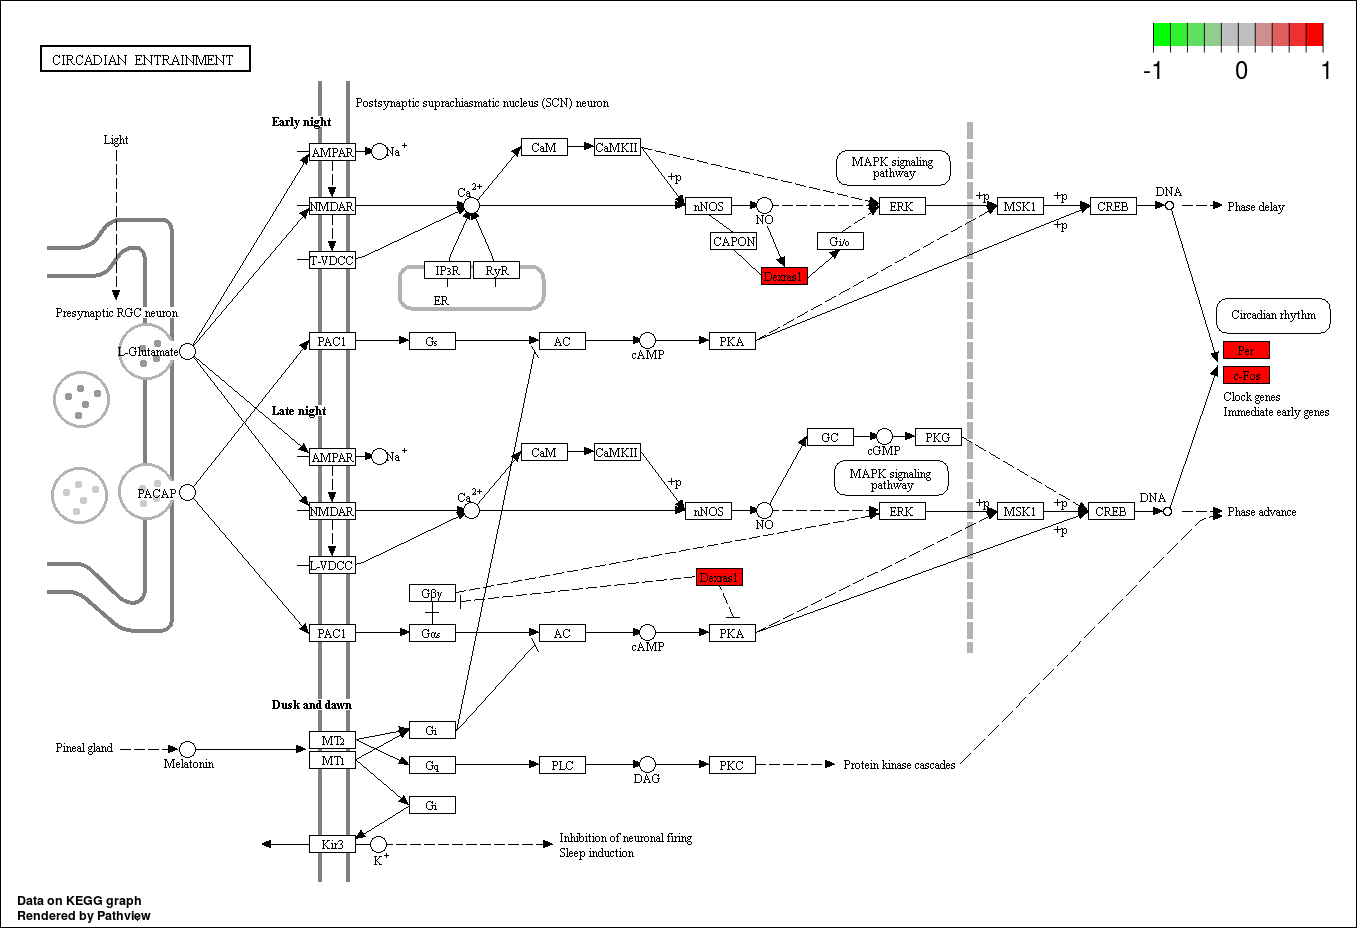 CIRCADIAN ENTRAINMENT
-1 0 1
Postsynaptic suprachiasmatic nucleus (SCN) neuron
Early night
Light
AMPAR
Na+
CaM
CaMKII
MAPK signaling
pathway
+p
Ca2+
NMDAR
nNOS
NO
ERK
+p
MSK1
+p
CREB
DNA
Phase delay
+p
CAPON
Gi/o
T-VDCC
IP3R
RyR
Dexras1
ER
Presynaptic RGC neuron
Circadian rhythm
L-Glutamate
PAC1
Gs
AC
cAMP
PKA
Per
c-Fos
Clock genes
Immediate early genes
Late night
AMPAR
Na+
CaM
CaMKII
GC
cGMP
PKG
MAPK signaling
pathway
+p
PACAP
Ca2+
NMDAR
nNOS
NO
ERK
+p
MSK1
+p
CREB
DNA
Phase advance
+p
L-VDCC
Dexras1
Gβγ
PAC1
Gαs
AC
cAMP
PKA
Dusk and dawn
Gi
Pineal gland
Melatonin
MT2
MT1
Gq
PLC
DAG
PKC
Protein kinase cascades
Gi
Kir3
K+
Inhibition of neuronal firing
Sleep induction
Data on KEGG graph
Rendered by Pathview